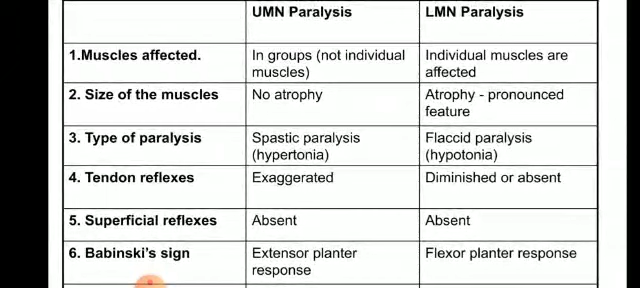 UMN Paralysis LMN Paralysis
1.Muscles affected. In groups (not individual Individual muscles are
muscles) affected
2. Size of the muscles No atrophy Atrophy - pronounced
feature
3. Type of paralysis Spastic paralysis Flaccid paralysis
(hypertonia) (hypotonia)
4. Tendon reflexes Exaggerated Diminished or absent
5. Superficial reflexes Absent Absent
6. Babinski's sign Extensor planter Flexor planter response
response